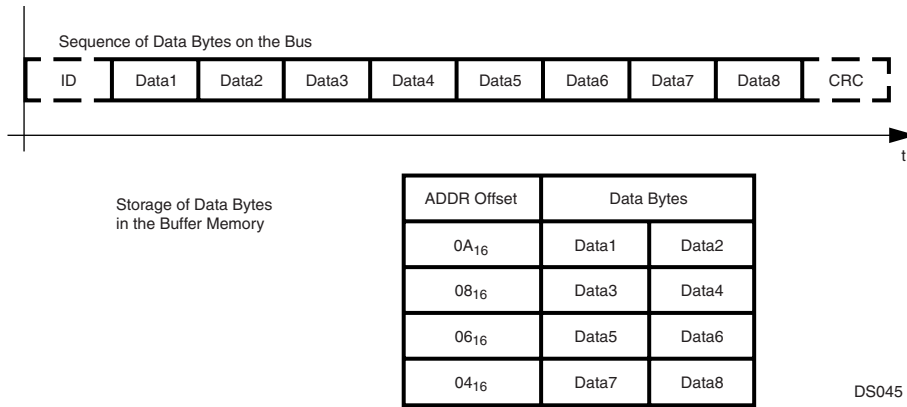 Sequence of Data Bytes on the Bus
ID Data1 Data2 Data3 Data4 Data5 Data6 Data7 Data8 CRC
t
Storage of Data Bytes
in the Buffer Memory
ADDR Offset Data Bytes
0A16 Data1 Data2
0816 Data3 Data4
0616 Data5 Data6
0416 Data7 Data8
DS045